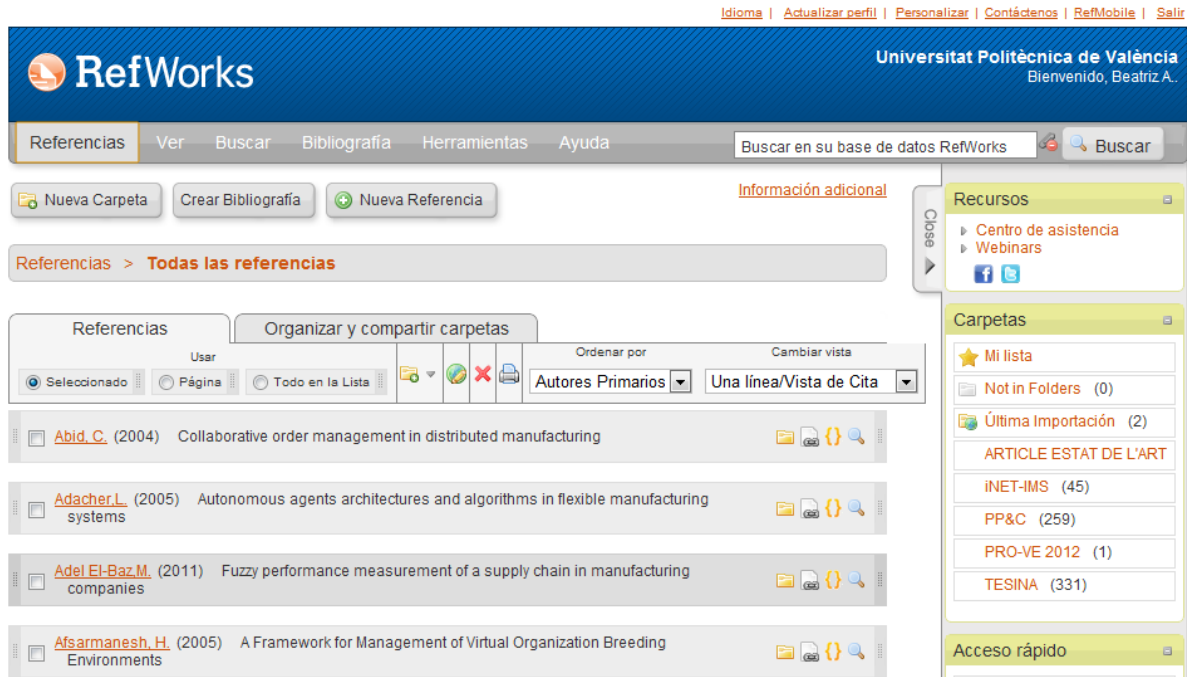 Idioma | Actualizar perfil | Personalizar | Contáctenos | RefMobile | Salir
RefWorks
Universitat Politècnica de València
Bienvenido, Beatriz A..
Referencias Ver Buscar Bibliografía Herramientas Ayuda
Buscar en su base de datos RefWorks
Buscar
Nueva Carpeta
Crear Bibliografía
Nueva Referencia
Información adicional
Referencias > Todas las referencias
Referencias
Organizar y compartir carpetas
Usar
Seleccionado Página Todo en la Lista
Ordenar por
Autores Primarios
Cambiar vista
Una línea/Vista de Cita
Abid, C. (2004) Collaborative order management in distributed manufacturing
Adacher,L. (2005) Autonomous agents architectures and algorithms in flexible manufacturing
systems
Adel El-Baz,M. (2011) Fuzzy performance measurement of a supply chain in manufacturing
companies
Afsarmanesh, H. (2005) A Framework for Management of Virtual Organization Breeding
Environments
Close
Recursos
Centro de asistencia
Webinars
Carpetas
Mi lista
Not in Folders (0)
Última Importación (2)
ARTICLE ESTAT DE L'ART
iNET-IMS (45)
PP&C (259)
PRO-VE 2012 (1)
TESINA (331)
Acceso rápido